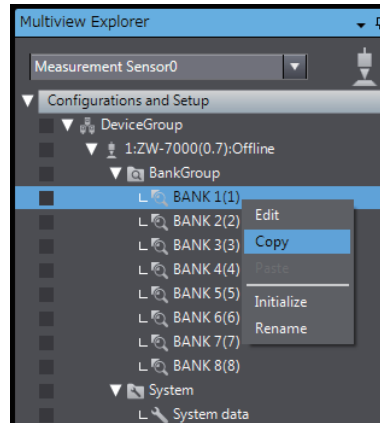 Multiview Explorer
Measurement Sensor0
Configurations and Setup
DeviceGroup
1:ZW-7000(0.7):Offline
BankGroup
BANK 1(1)
BANK 2(2)
BANK 3(3)
BANK 4(4)
BANK 5(5)
BANK 6(6)
BANK 7(7)
BANK 8(8)
System
System data
Edit
Copy
Paste
Initialize
Rename